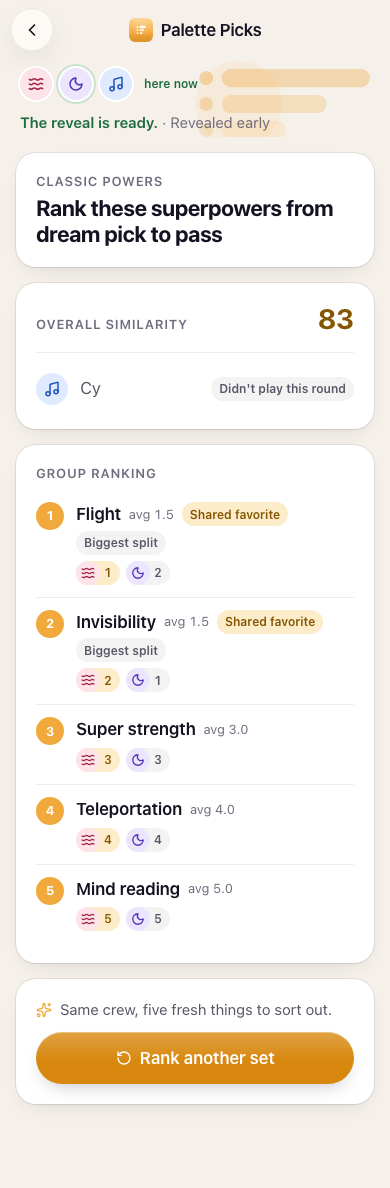 Palette Picks
here now
The reveal is ready. · Revealed early
CLASSIC POWERS
Rank these superpowers from
dream pick to pass
OVERALL SIMILARITY 83
Cy Didn't play this round
GROUP RANKING
1 Flight avg 1.5 Shared favorite
Biggest split
1 2
2 Invisibility avg 1.5 Shared favorite
Biggest split
2 1
3 Super strength avg 3.0
3 3
4 Teleportation avg 4.0
4 4
5 Mind reading avg 5.0
5 5
Same crew, five fresh things to sort out.
Rank another set